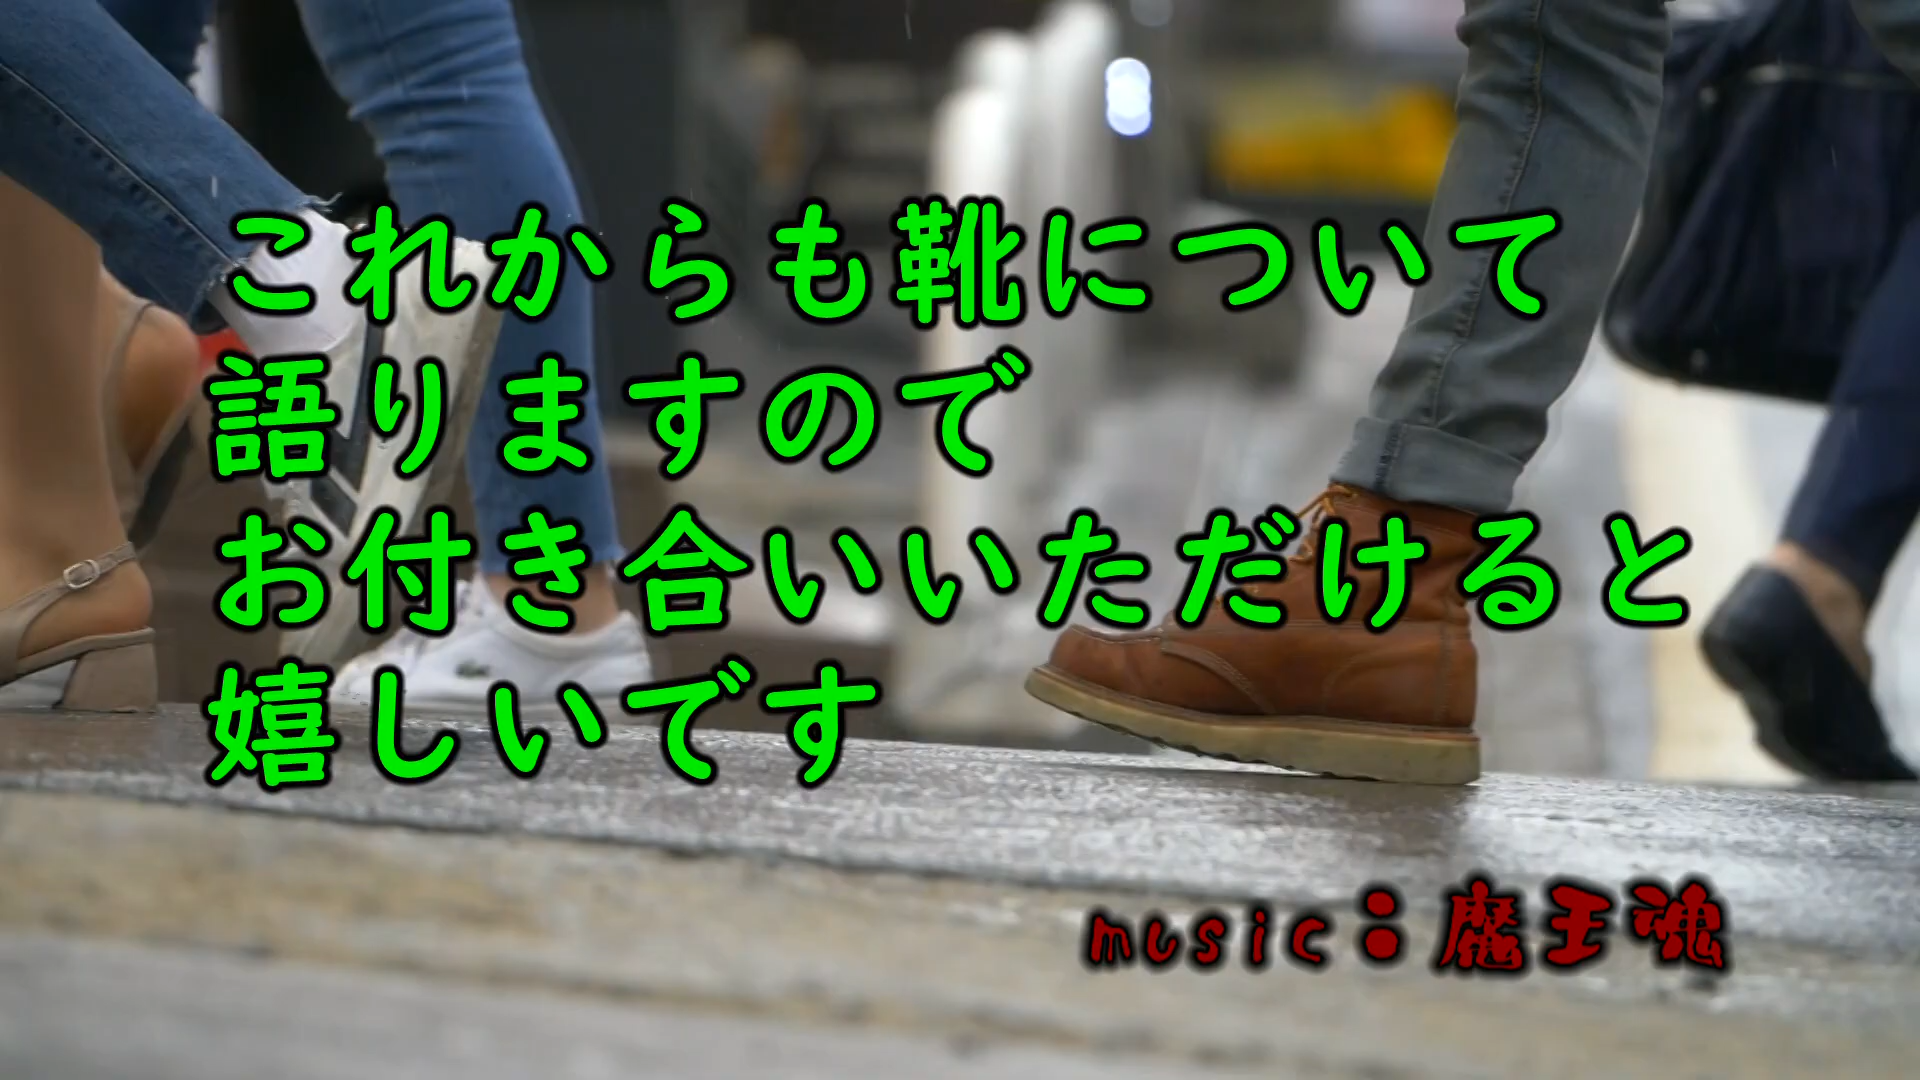 これからも靴について
語りますので
お付き合いいただけると
嬉しいです
music：魔王魂